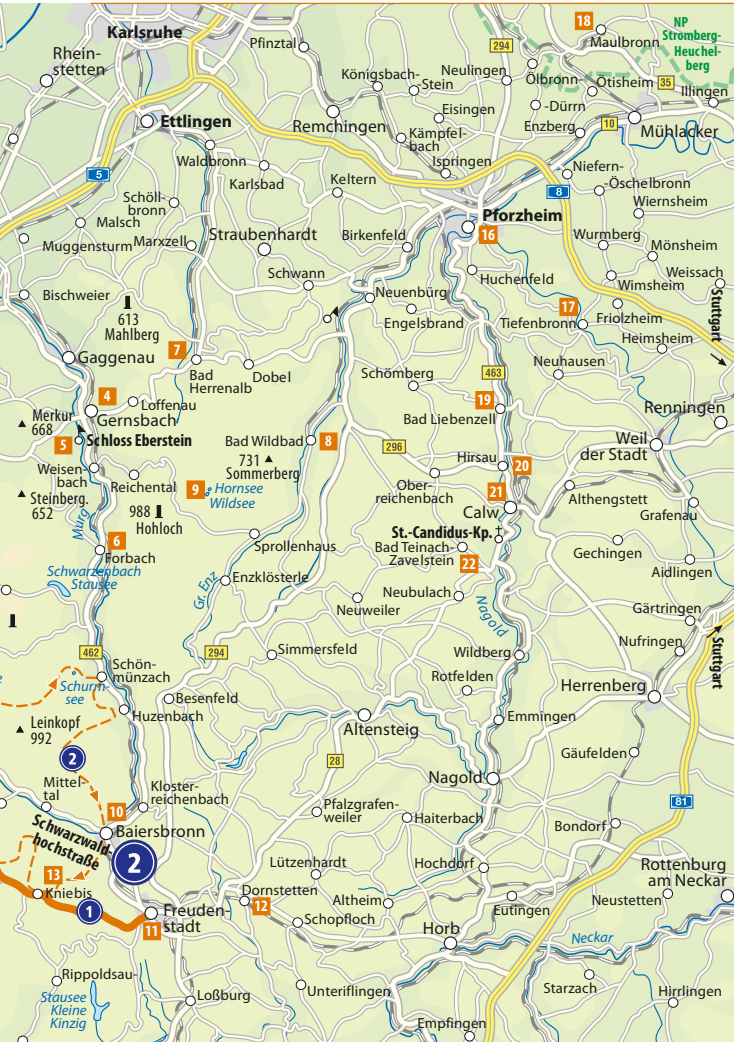 Karlsruhe
Pfinztal
18
Maulbronn
NP
Stromberg-
Heuchel-
berg
294
Rhein-
stetten
Königsbach-
Stein
Neulingen
Ölbronn
-Dürrn
Ötisheim
35
Illingen
Ettlingen
Remchingen
Eisingen
Kämpfel-
bach
Enzberg
10
Mühlacker
Waldbronn
Karlsbad
Ispringen
Niefern-
-Öschelbronn
5
Keltern
8
Wiernsheim
Schöll-
bronn
Malsch
Pforzheim
16
Muggensturm
Marxzell
Straubenhardt
Birkenfeld
Wurmberg
Mönsheim
Schwann
Huchenfeld
Wimsheim
Weissach
Bischweier
613
Mahlberg
Neuenbürg
Engelsbrand
17
Tiefenbronn
Friolzheim
Heimsheim
Stuttgart
Gaggenau
7
Bad
Herrenalb
Dobel
Schömberg
463
Neuhausen
4
Loffenau
Gernsbach
19
Bad Liebenzell
Renningen
Merkur
668
5
Schloss Eberstein
Bad Wildbad
8
731
Sommerberg
296
Hirsau
20
Weil
der Stadt
Weisen-
bach
Reichental
9
Hornsee
Wildsee
Ober-
reichenbach
21
Calw
Althengstett
Grafenau
Steinberg.
652
Murg
988
Hohloch
6
Forbach
Sprollenhaus
St.-Candidus-Kp.
Bad Teinach-
Zavelstein
22
Gechingen
Aidlingen
Schwarzenbach
Stausee
Gr. Enz
Enzklösterle
Neuweiler
Neubulach
Nagold
Gärtringen
462
294
Simmersfeld
Wildberg
Nufringen
Stuttgart
Schön-
münzach
Schurm-
see
Besenfeld
Rotfelden
Herrenberg
Huzenbach
Leinkopf
992
2
Altensteig
Emmingen
28
Gäufelden
Mittel-
tal
Kloster-
reichenbach
Nagold
81
10
Baiersbronn
Pfalzgrafen-
weiler
Haiterbach
Bondorf
Schwarzwald-
hochstraße
2
13
Kniebis
Lützenhardt
Hochdorf
Rottenburg
am Neckar
1
Freuden-
stadt
11
Dornstetten
12
Altheim
Eutingen
Neustetten
Schopfloch
Horb
Neckar
Rippoldsau-
Starzach
Stausee
Kleine
Kinzig
Loßburg
Unteriflingen
Hirrlingen
Empfingen